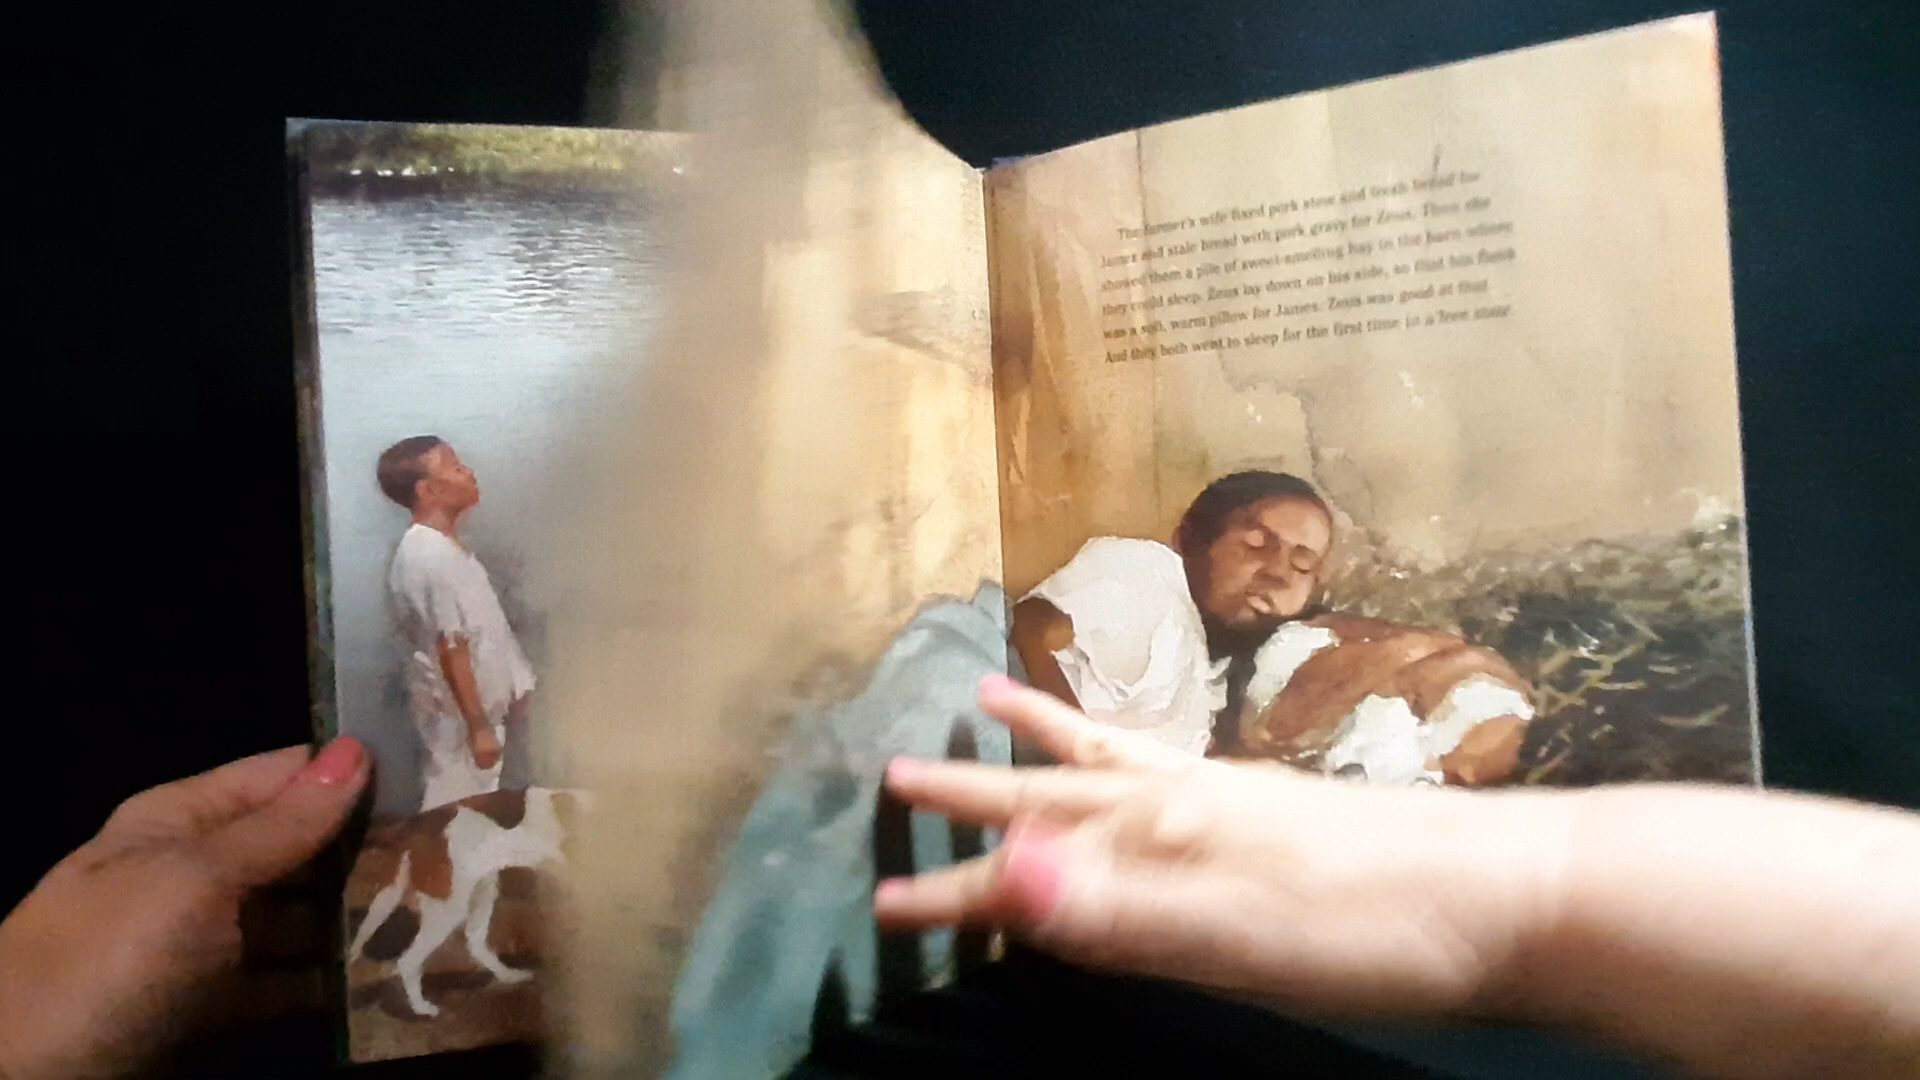 The farmer's wife fixed pork stew and fresh bread for
James and stale bread with pork gravy for Zeus. Then she
showed them a pile of sweet-smelling hay in the barn where
they could sleep. Zeus lay down on his side, so that his flank
was a soft, warm pillow for James. Zeus was good at that.
And they both went to sleep for the first time in a free state.